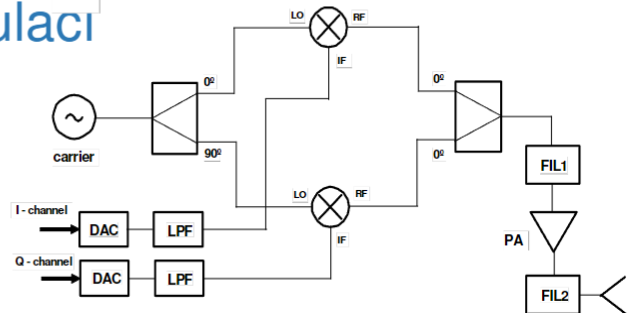 ulací
LO
RF
IF
0º
0º
carrier
90º
0º
FIL1
LO
RF
I - channel
DAC
LPF
IF
PA
Q - channel
DAC
LPF
FIL2